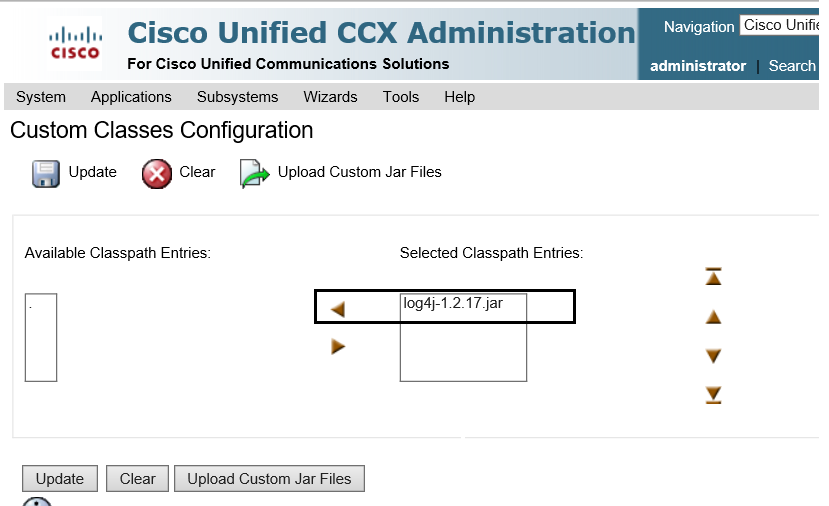 Cisco Unified CCX Administration
Navigation Cisco Unifie
CISCO
For Cisco Unified Communications Solutions
administrator | Search
System Applications Subsystems Wizards Tools Help
Custom Classes Configuration
Update Clear Upload Custom Jar Files
Available Classpath Entries: Selected Classpath Entries:
. log4j-1.2.17.jar
Update Clear Upload Custom Jar Files